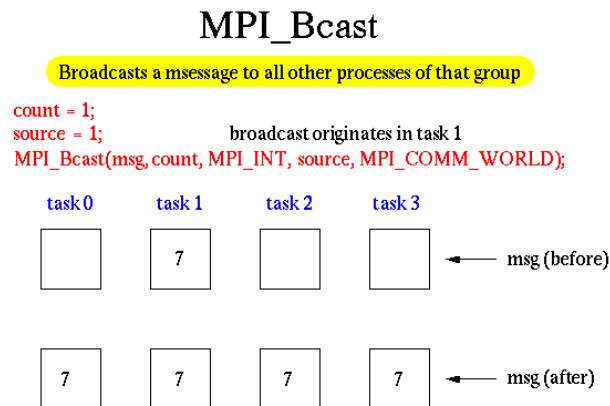 MPI_Bcast
Broadcasts a msessage to all other processes of that group
count = 1;
source = 1; broadcast originates in task 1
MPI_Bcast(msg, count, MPI_INT, source, MPI_COMM_WORLD);
task 0 task 1 task 2 task 3
7 msg (before)
7 7 7 7 msg (after)